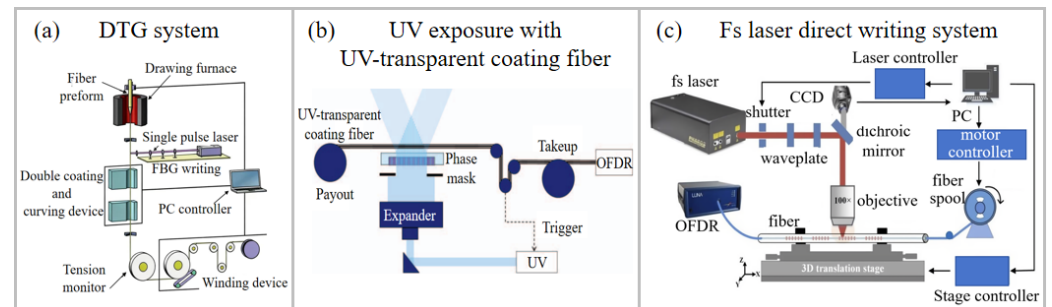 (a) DTG system
Fiber
preform
Drawing furnace
Single pulse laser
FBG writing
Double coating
and
curving device
PC controller
Tension
monitor
Winding device
(b) UV exposure with
UV-transparent coating fiber
UV-transparent
coating fiber
Payout
Phase
mask
Expander
Takeup
OFDR
Trigger
UV
(c) Fs laser direct writing system
Laser controller
fs laser
CCD
PC
shutter
waveplate
dichroic
mirror
motor
controller
LUNA
OFDR
100×
objective
fiber
spool
fiber
3D translation stage
Z
X
Y
Stage controller